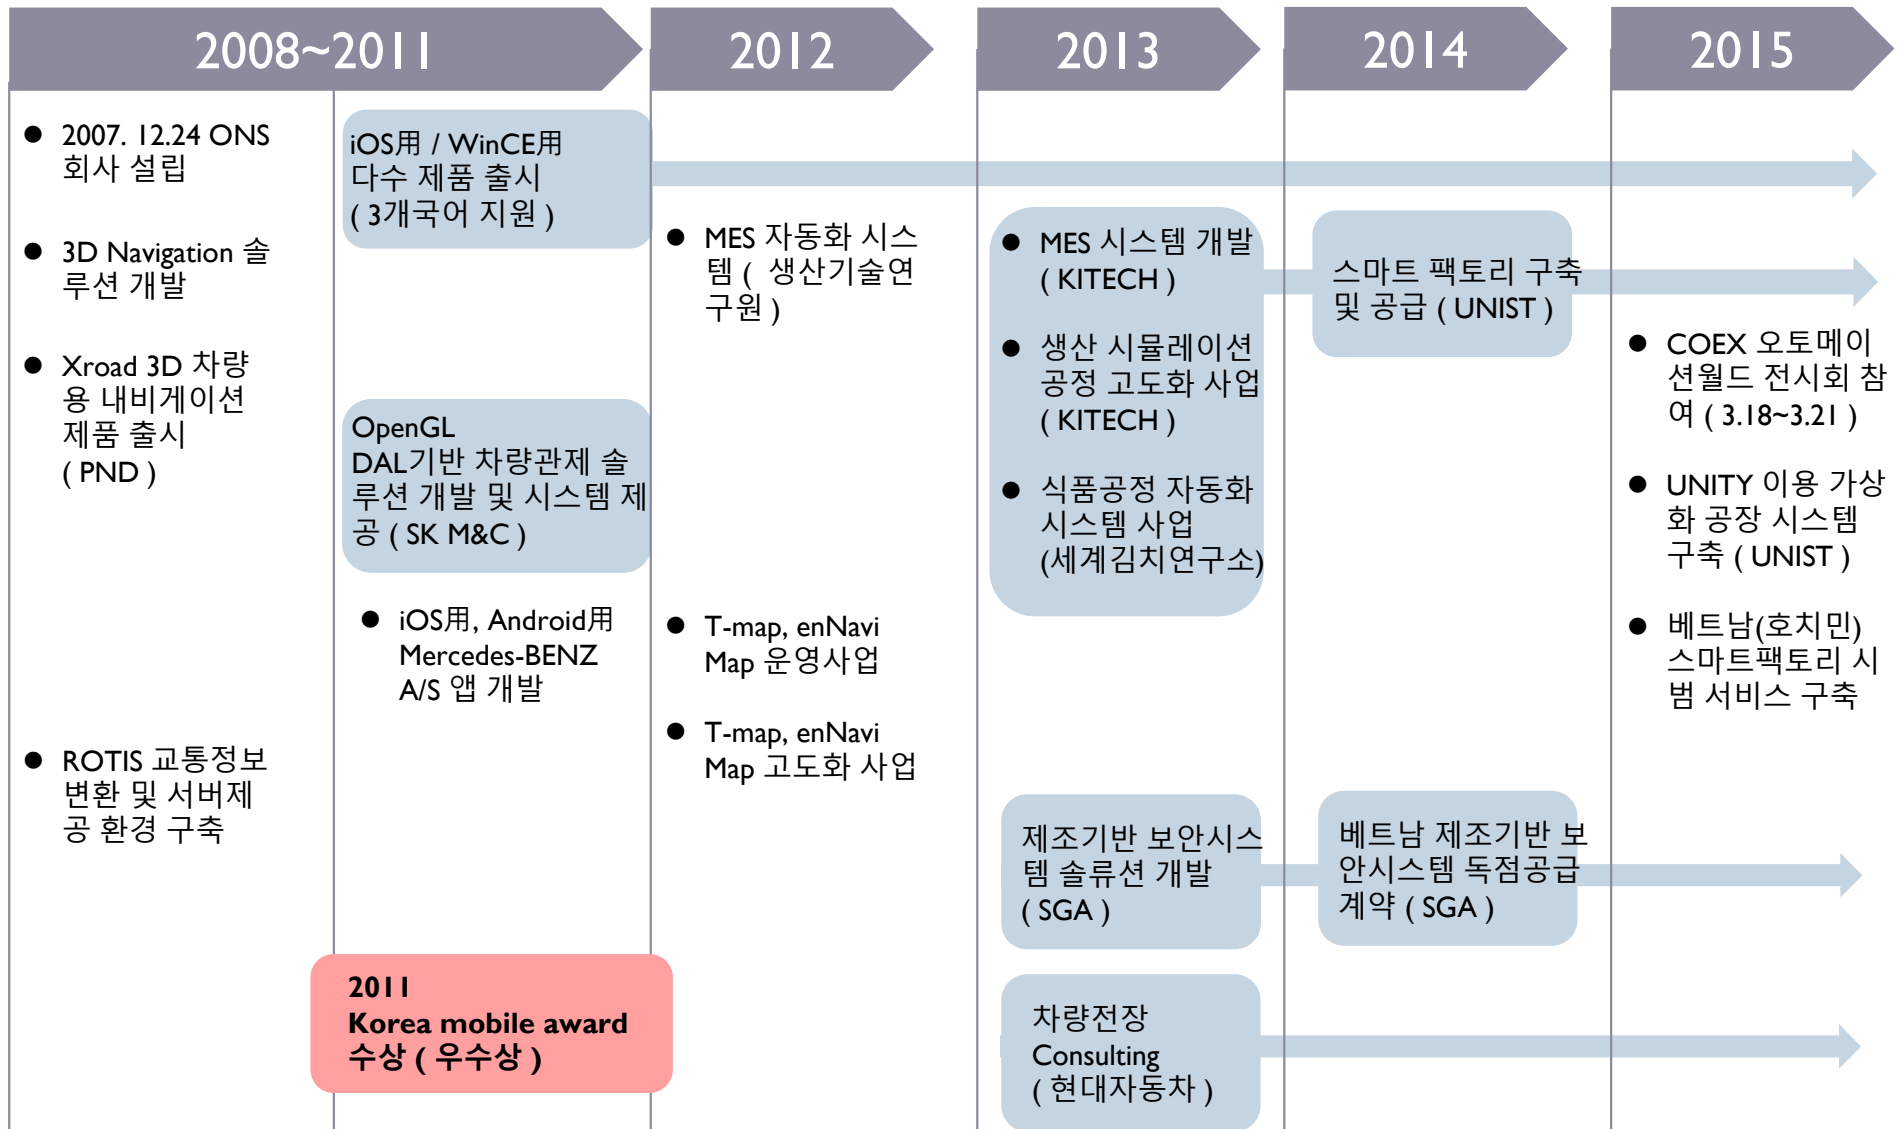 2008~2011
2012
2013
2014
2015
● 2007. 12.24 ONS
회사 설립
● 3D Navigation 솔
루션 개발
● Xroad 3D 차량
용 내비게이션
제품 출시
( PND )
● ROTIS 교통정보
변환 및 서버제
공 환경 구축
iOS用 / WinCE用
다수 제품 출시
( 3개국어 지원 )
OpenGL
DAL기반 차량관제 솔
루션 개발 및 시스템 제
공 ( SK M&C )
● iOS用, Android用
Mercedes-BENZ
A/S 앱 개발
2011
Korea mobile award
수상 ( 우수상 )
● MES 자동화 시스
템 ( 생산기술연
구원 )
● T-map, enNavi
Map 운영사업
● T-map, enNavi
Map 고도화 사업
● MES 시스템 개발
( KITECH )
● 생산 시뮬레이션
공정 고도화 사업
( KITECH )
● 식품공정 자동화
시스템 사업
(세계김치연구소)
제조기반 보안시스
템 솔류션 개발
( SGA )
차량전장
Consulting
( 현대자동차 )
스마트 팩토리 구축
및 공급 ( UNIST )
베트남 제조기반 보
안시스템 독점공급
계약 ( SGA )
● COEX 오토메이
션월드 전시회 참
여 ( 3.18~3.21 )
● UNITY 이용 가상
화 공장 시스템
구축 ( UNIST )
● 베트남(호치민)
스마트팩토리 시
범 서비스 구축